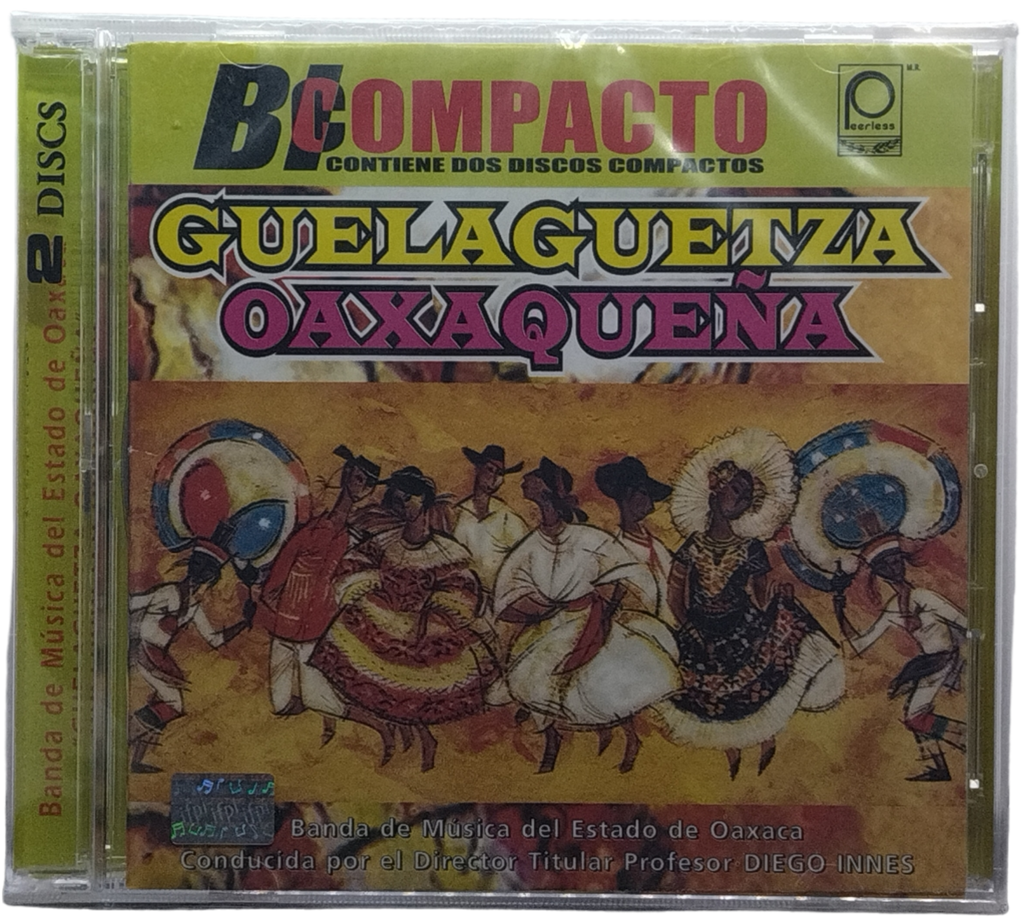 2 DISCS
Banda de Música del Estado de Oax
BICOMPACTO
CONTIENE DOS DISCOS COMPACTOS
Peerless
M.R.
GUELAGUETZA
OAXAQUEÑA
Banda de Música del Estado de Oaxaca
Conducida por el Director Titular Profesor DIEGO INNES